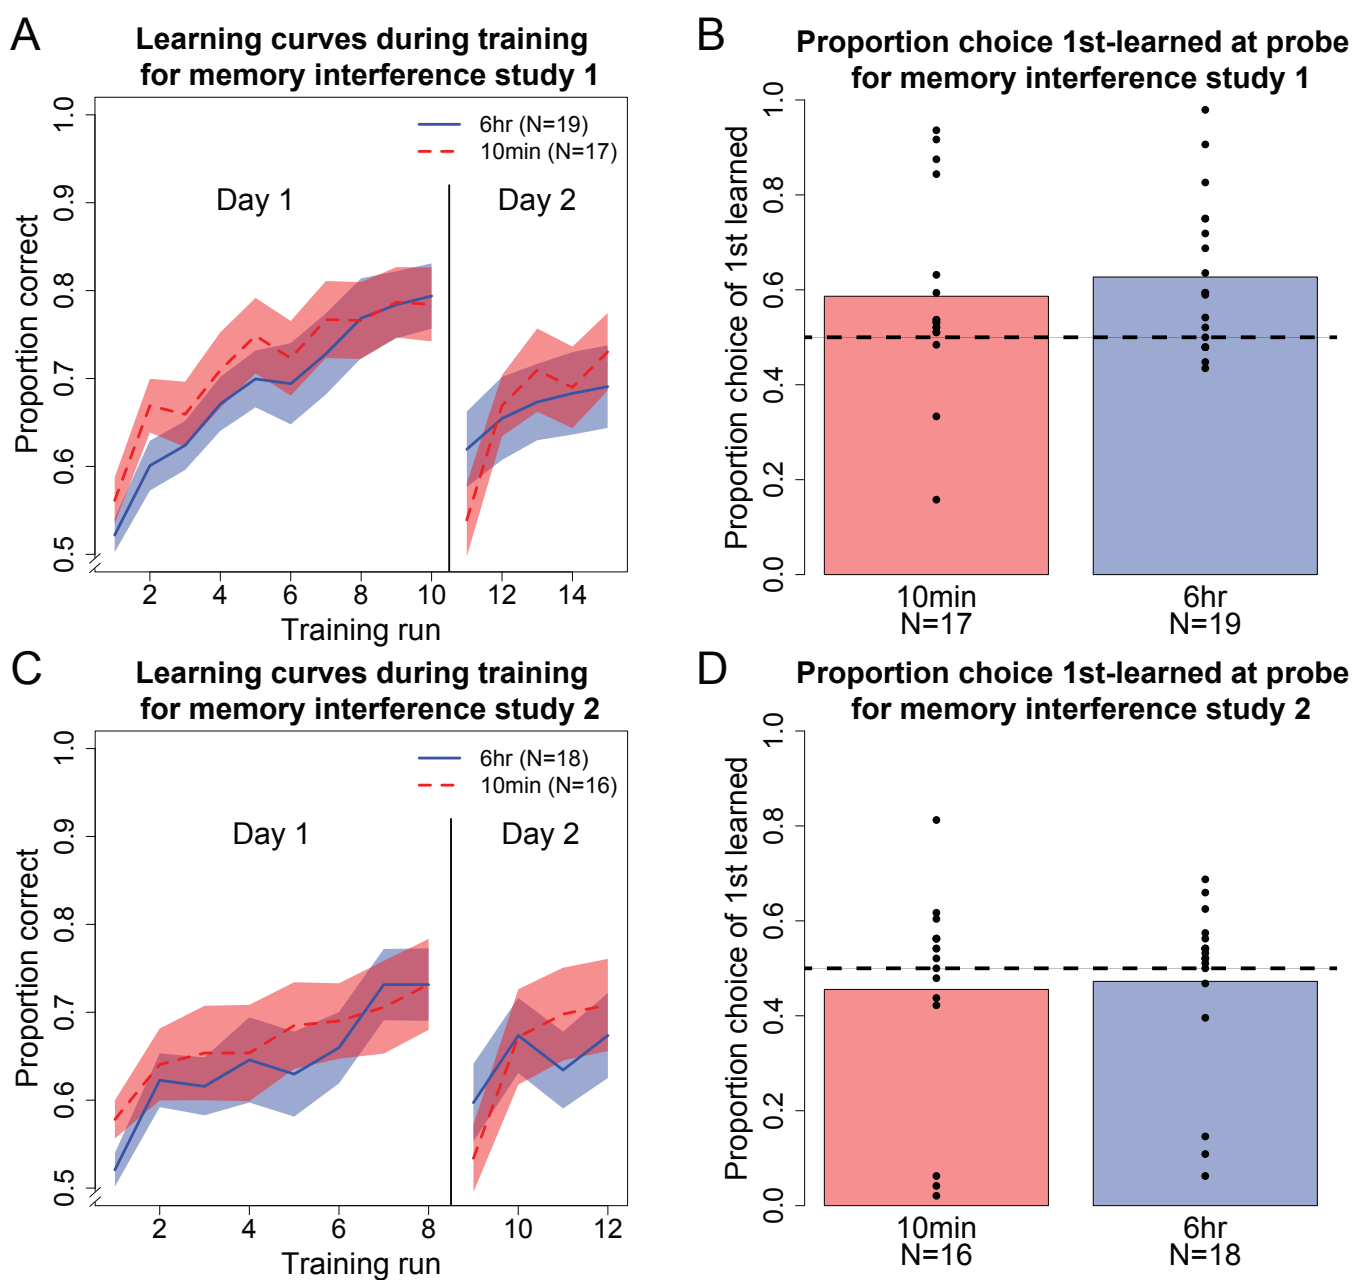 A
Learning curves during training
for memory interference study 1
1.0
0.9
0.8
0.7
0.6
0.5
Proportion correct
6hr (N=19)
10min (N=17)
Day 1
Day 2
2
4
6
8
10
12
14
Training run
B
Proportion choice 1st-learned at probe
for memory interference study 1
1.0
0.8
0.6
0.4
0.2
0.0
Proportion choice of 1st learned
10min
N=17
6hr
N=19
C
Learning curves during training
for memory interference study 2
1.0
0.9
0.8
0.7
0.6
0.5
Proportion correct
6hr (N=18)
10min (N=16)
Day 1
Day 2
2
4
6
8
10
12
Training run
D
Proportion choice 1st-learned at probe
for memory interference study 2
1.0
0.8
0.6
0.4
0.2
0.0
Proportion choice of 1st learned
10min
N=16
6hr
N=18